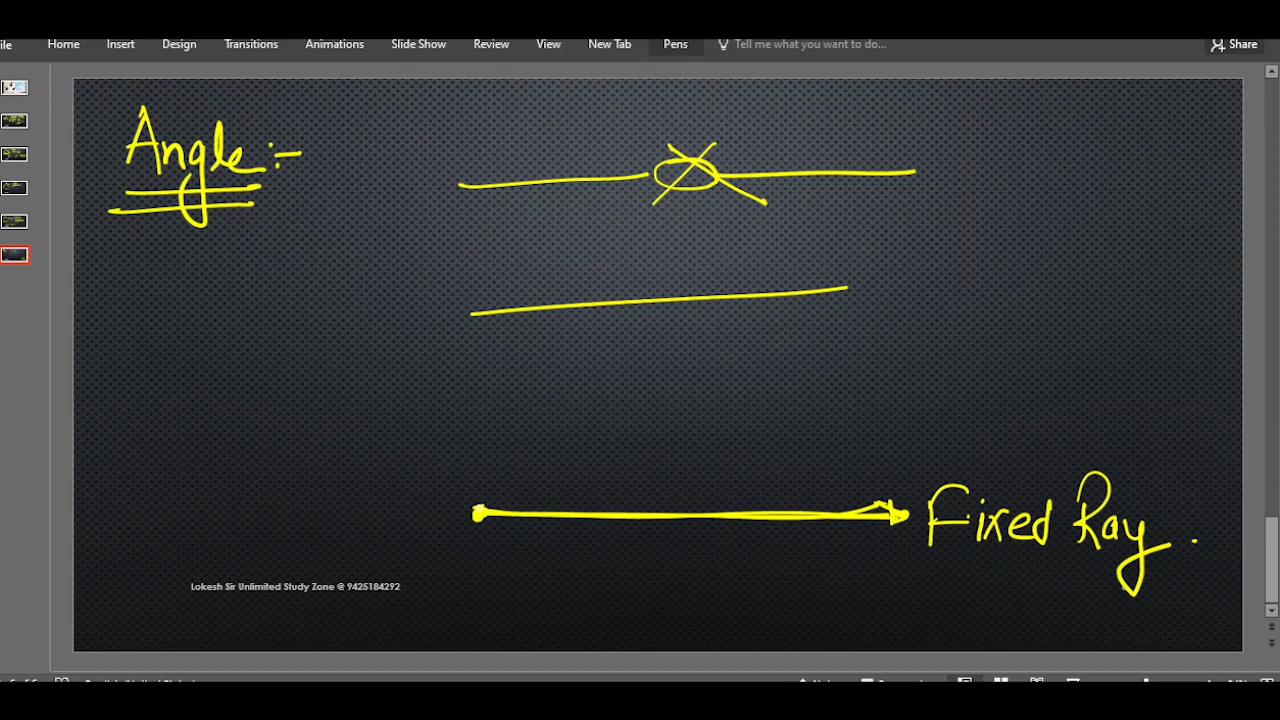 File Home Insert Design Transitions Animations Slide Show Review View New Tab Pens Tell me what you want to do... Share
Angle :-
Fixed Ray .
Lokesh Sir Unlimited Study Zone @ 9425184292